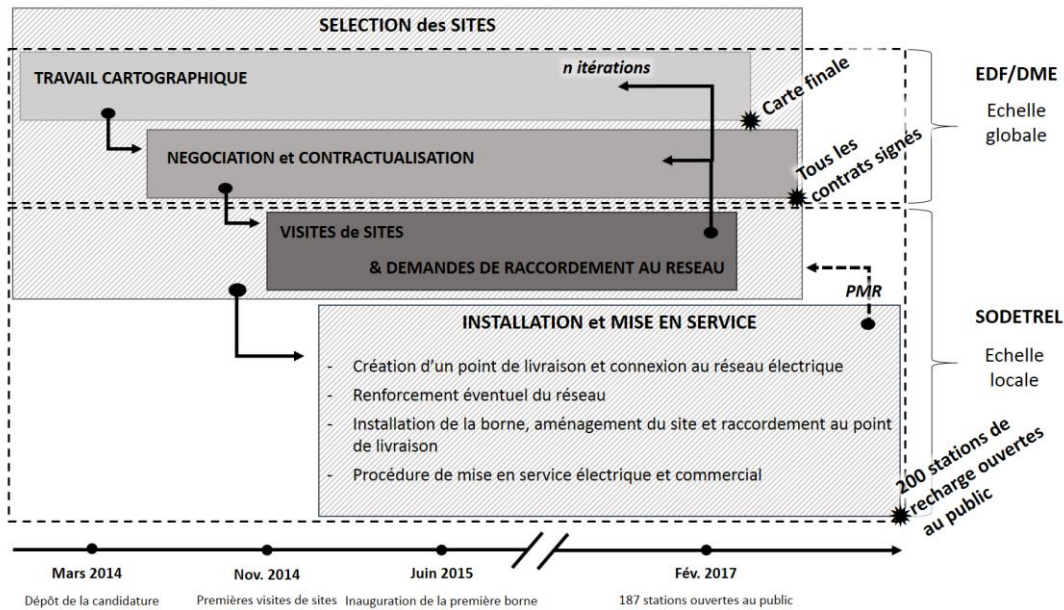 SELECTION des SITES
TRAVAIL CARTOGRAPHIQUE
n itérations
Carte finale
EDF/DME
Echelle
globale
NEGOCIATION et CONTRACTUALISATION
Tous les
contrats signés
VISITES de SITES
& DEMANDES DE RACCORDEMENT AU RESEAU
PMR
SODETREL
Echelle
locale
INSTALLATION et MISE EN SERVICE
- Création d’un point de livraison et connexion au réseau électrique
- Renforcement éventuel du réseau
- Installation de la borne, aménagement du site et raccordement au point
de livraison
- Procédure de mise en service électrique et commercial
200 stations de
recharge ouvertes
au public
Mars 2014
Nov. 2014
Juin 2015
Fév. 2017
Dépôt de la candidature
Premières visites de sites
Inauguration de la première borne
187 stations ouvertes au public